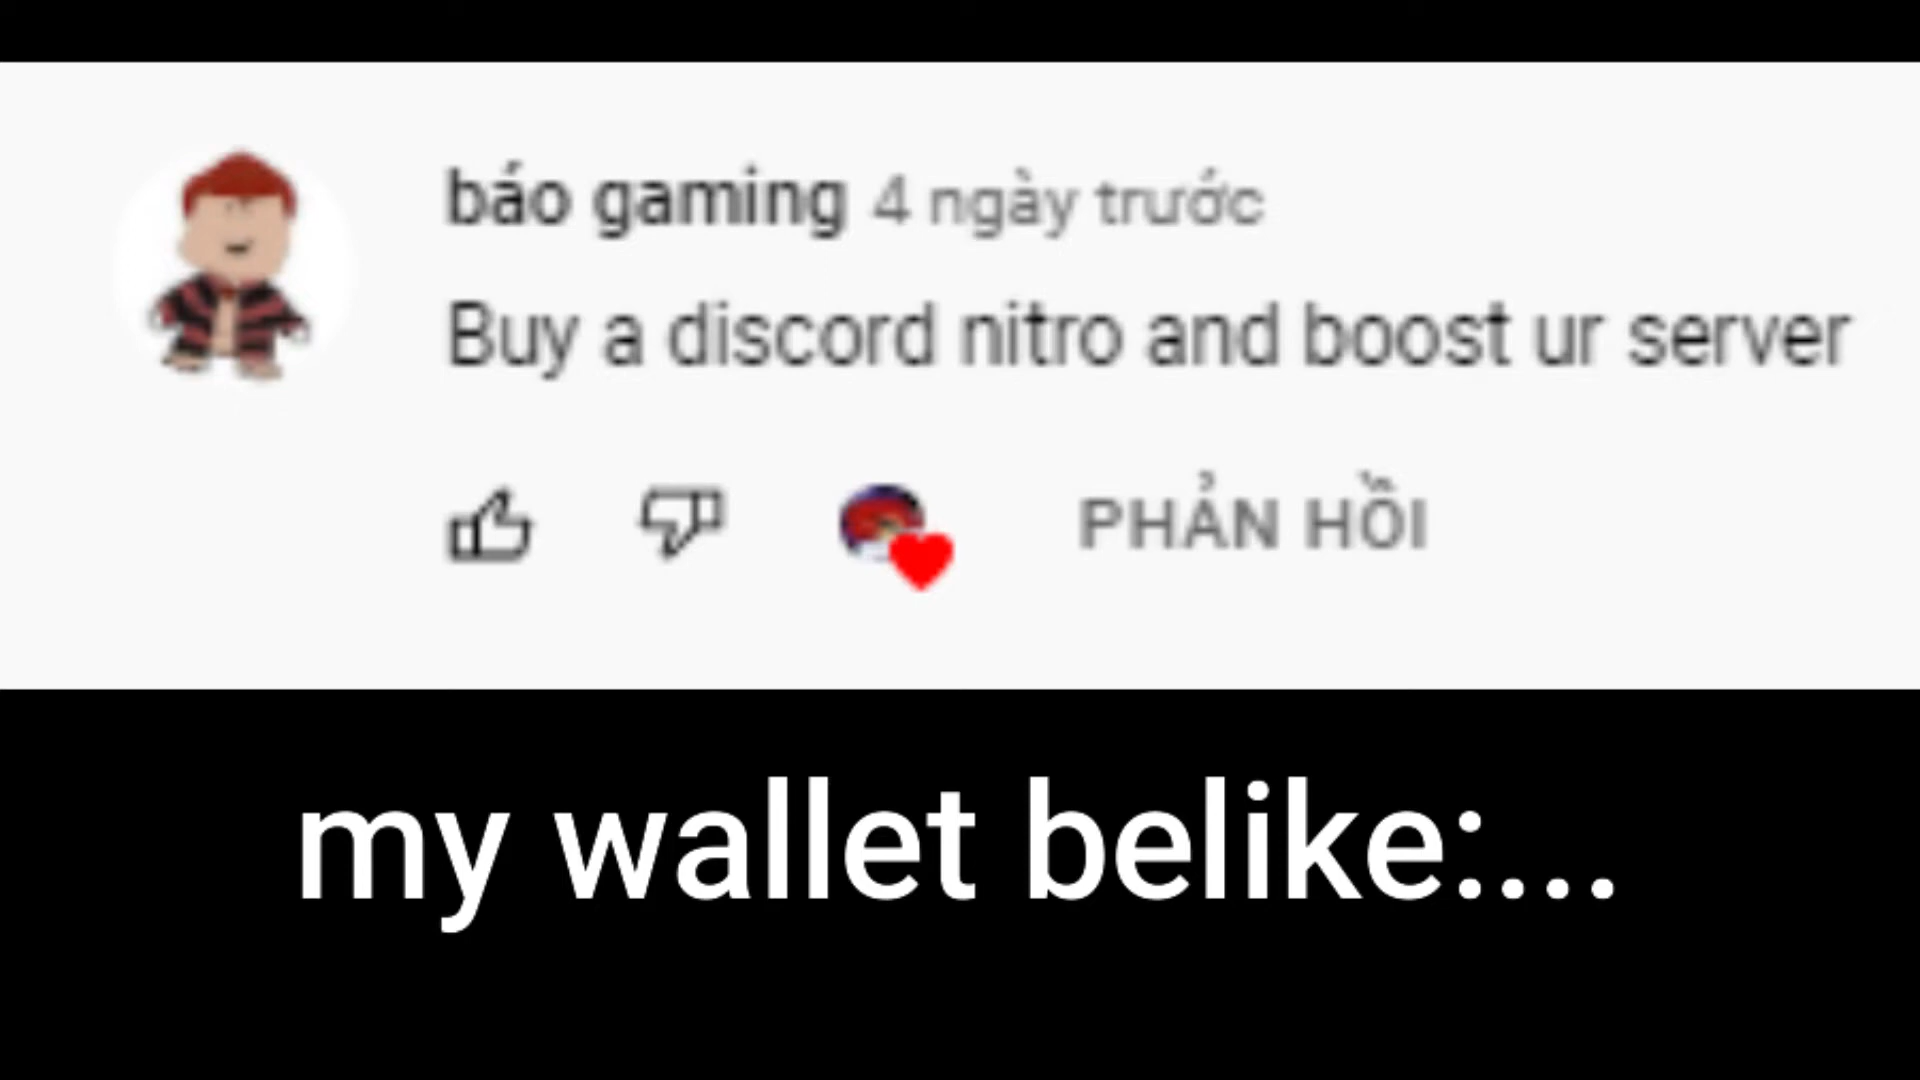 báo gaming 4 ngày trước
Buy a discord nitro and boost ur server
PHẢN HỒI
my wallet belike:...